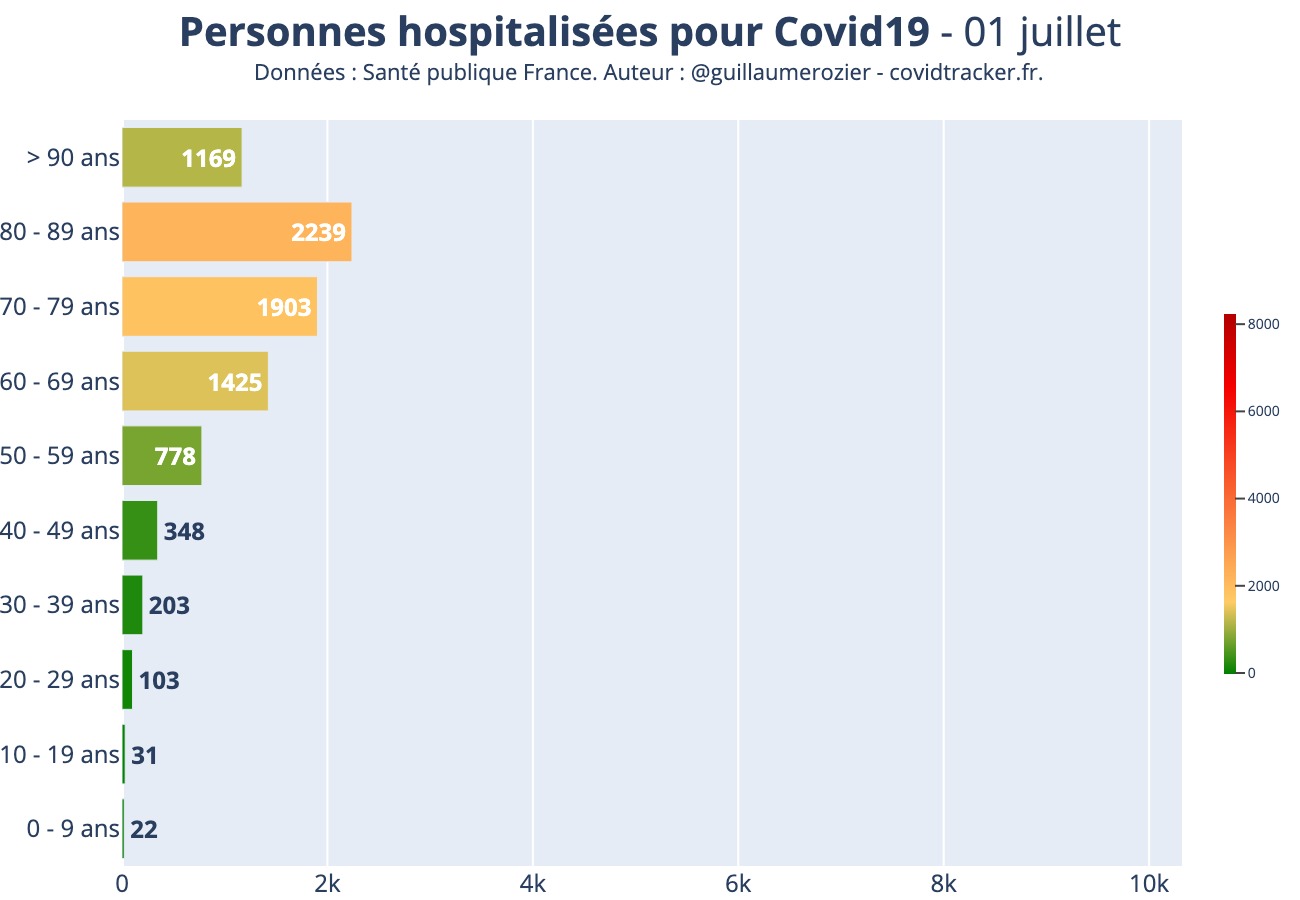 Personnes hospitalisées pour Covid19 - 01 juillet
Données : Santé publique France. Auteur : @guillaumerozier - covidtracker.fr.
> 90 ans 1169
80 - 89 ans 2239
70 - 79 ans 1903
60 - 69 ans 1425
50 - 59 ans 778
40 - 49 ans 348
30 - 39 ans 203
20 - 29 ans 103
10 - 19 ans 31
0 - 9 ans 22
0 2k 4k 6k 8k 10k
8000
6000
4000
2000
0